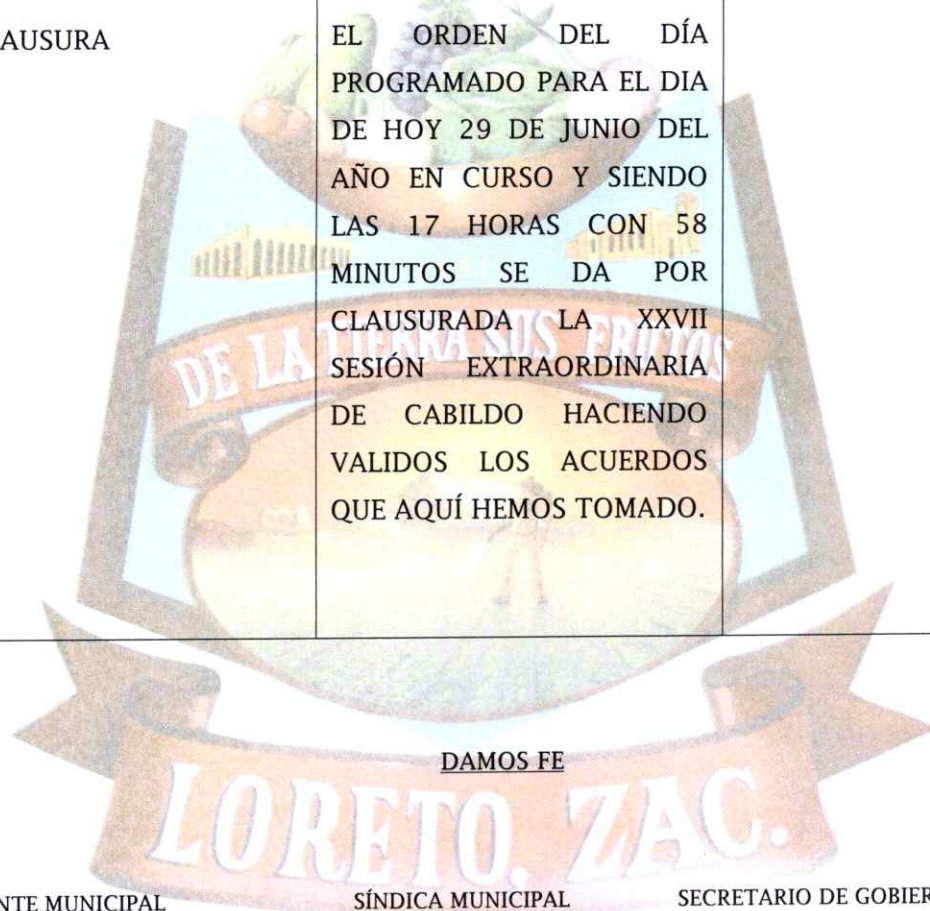 AUSURA
EL ORDEN DEL DÍA
PROGRAMADO PARA EL DIA
DE HOY 29 DE JUNIO DEL
AÑO EN CURSO Y SIENDO
LAS 17 HORAS CON 58
MINUTOS SE DA POR
CLAUSURADA LA XXVII
SESIÓN EXTRAORDINARIA
DE CABILDO HACIENDO
VALIDOS LOS ACUERDOS
QUE AQUÍ HEMOS TOMADO.
DE LA TIERRA SUS FRUTOS
DAMOS FE
LORETO, ZAC.
NTE MUNICIPAL SÍNDICA MUNICIPAL SECRETARIO DE GOBIER